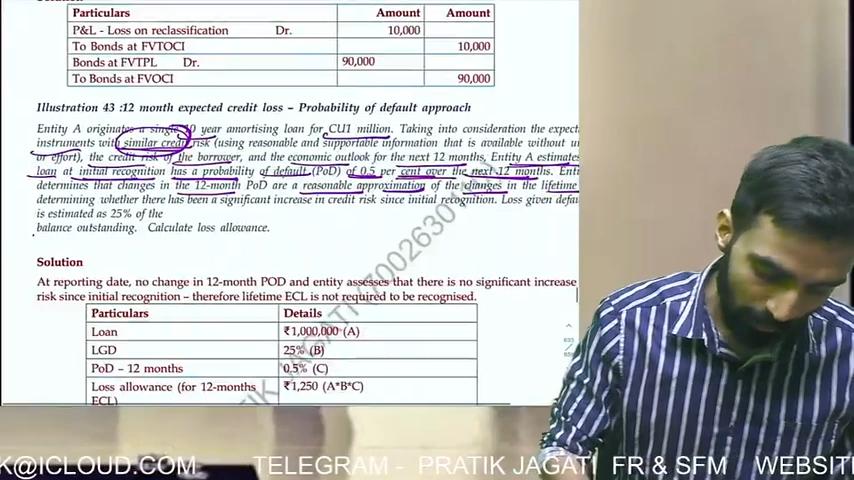 Particulars Amount Amount
P&L - Loss on reclassification Dr. 10,000
To Bonds at FVTOCI 10,000
Bonds at FVTPL Dr. 90,000
To Bonds at FVOCI 90,000
Illustration 43 :12 month expected credit loss – Probability of default approach
Entity A originates a single 10 year amortising loan for CU1 million. Taking into consideration the expect
instruments with similar credit risk (using reasonable and supportable information that is available without
or effort), the credit risk of the borrower, and the economic outlook for the next 12 months, Entity A estimates
loan at initial recognition has a probability of default (PoD) of 0.5 per cent over the next 12 months. Enti
determines that changes in the 12-month PoD are a reasonable approximation of the changes in the lifetime
determining whether there has been a significant increase in credit risk since initial recognition. Loss given defa
is estimated as 25% of the
balance outstanding. Calculate loss allowance.
Solution
At reporting date, no change in 12-month POD and entity assesses that there is no significant increase
risk since initial recognition – therefore lifetime ECL is not required to be recognised.
Particulars Details
Loan ₹1,000,000 (A)
LGD 25% (B)
PoD – 12 months 0.5% (C)
Loss allowance (for 12-months ₹1,250 (A*B*C)
ECL)
K@ICLOUD.COM TELEGRAM - PRATIK JAGATI FR & SFM WEBSIT